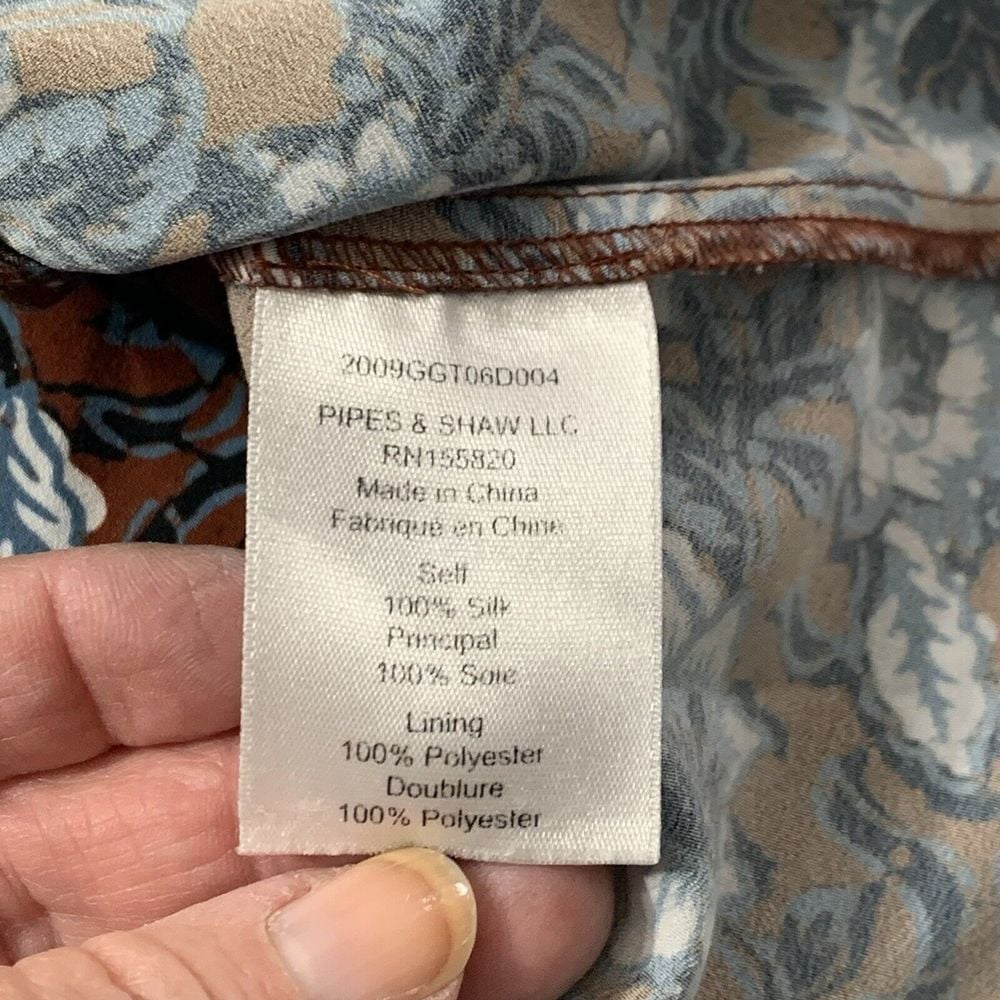 2009GGT06D004
PIPES & SHAW LLC
RN155820
Made in China
Fabriqué en Chine
Self
100% Silk
Principal
100% Soie
Lining
100% Polyester
Doublure
100% Polyester